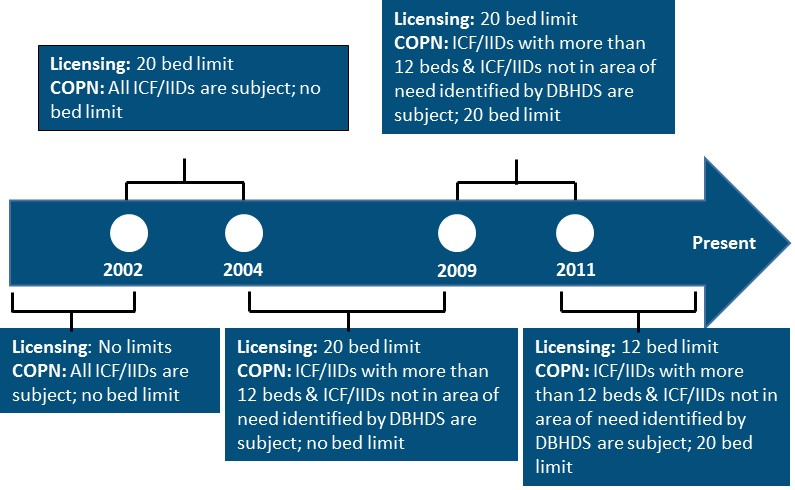 Licensing: 20 bed limit
COPN: All ICF/IIDs are subject; no
bed limit
Licensing: 20 bed limit
COPN: ICF/IIDs with more than
12 beds & ICF/IIDs not in area of
need identified by DBHDS are
subject; 20 bed limit
2002
2004
2009
2011
Present
Licensing: No limits
COPN: All ICF/IIDs are
subject; no bed limit
Licensing: 20 bed limit
COPN: ICF/IIDs with more than
12 beds & ICF/IIDs not in area of
need identified by DBHDS are
subject; no bed limit
Licensing: 12 bed limit
COPN: ICF/IIDs with more
than 12 beds & ICF/IIDs not in
area of need identified by
DBHDS are subject; 20 bed
limit